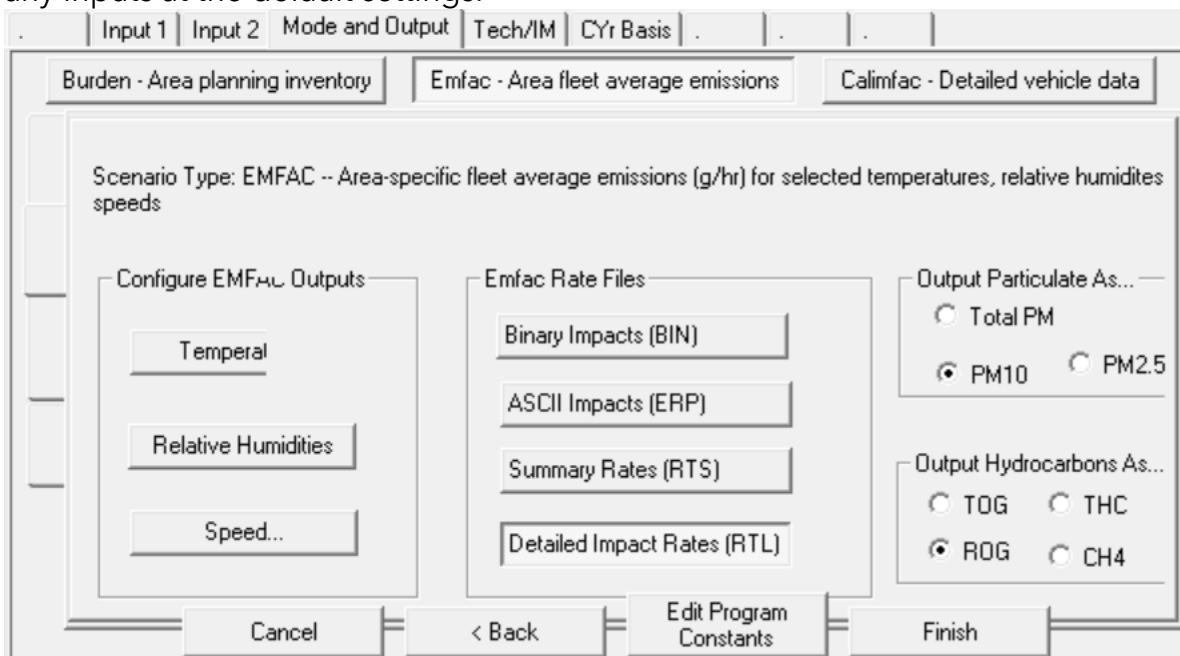 any inputs at the default settings.
. Input 1 Input 2 Mode and Output Tech/IM CYr Basis . . .
Burden - Area planning inventory Emfac - Area fleet average emissions Calimfac - Detailed vehicle data
Scenario Type: EMFAC -- Area-specific fleet average emissions (g/hr) for selected temperatures, relative humidites
speeds
Configure EMFAC Outputs
Temperat
Relative Humidities
Speed...
Emfac Rate Files
Binary Impacts (BIN)
ASCII Impacts (ERP)
Summary Rates (RTS)
Detailed Impact Rates (RTL)
Output Particulate As...
Total PM
PM10 PM2.5
Output Hydrocarbons As...
TOG THC
ROG CH4
Cancel < Back Edit Program Constants Finish